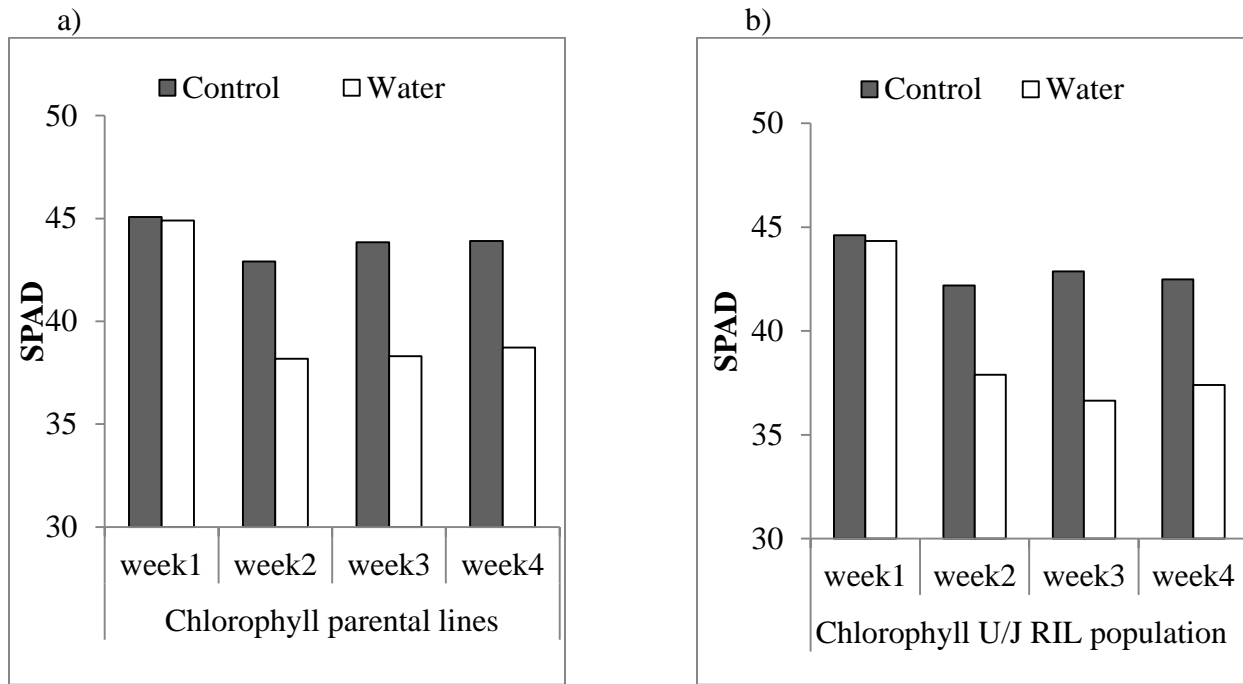 a)
Control Water
50
45
40
35
30
SPAD
week1 week2 week3 week4
Chlorophyll parental lines
b)
Control Water
50
45
40
35
30
SPAD
week1 week2 week3 week4
Chlorophyll U/J RIL population